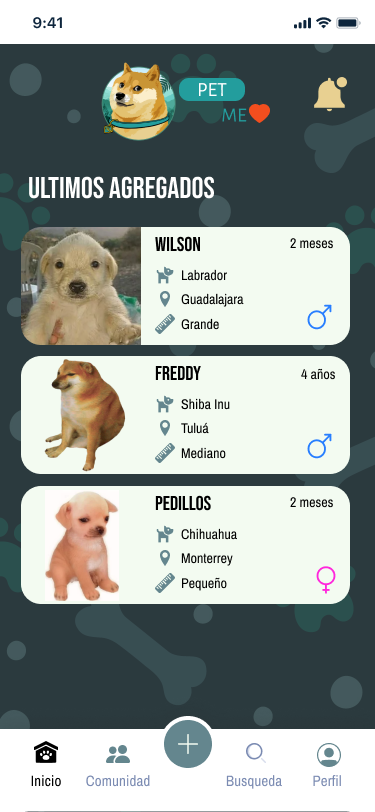 9:41
PET
ME
ULTIMOS AGREGADOS
WILSON
2 meses
Labrador
Guadalajara
Grande
FREDDY
4 años
Shiba Inu
Tuluá
Mediano
PEDILLOS
2 meses
Chihuahua
Monterrey
Pequeño
Inicio
Comunidad
Busqueda
Perfil